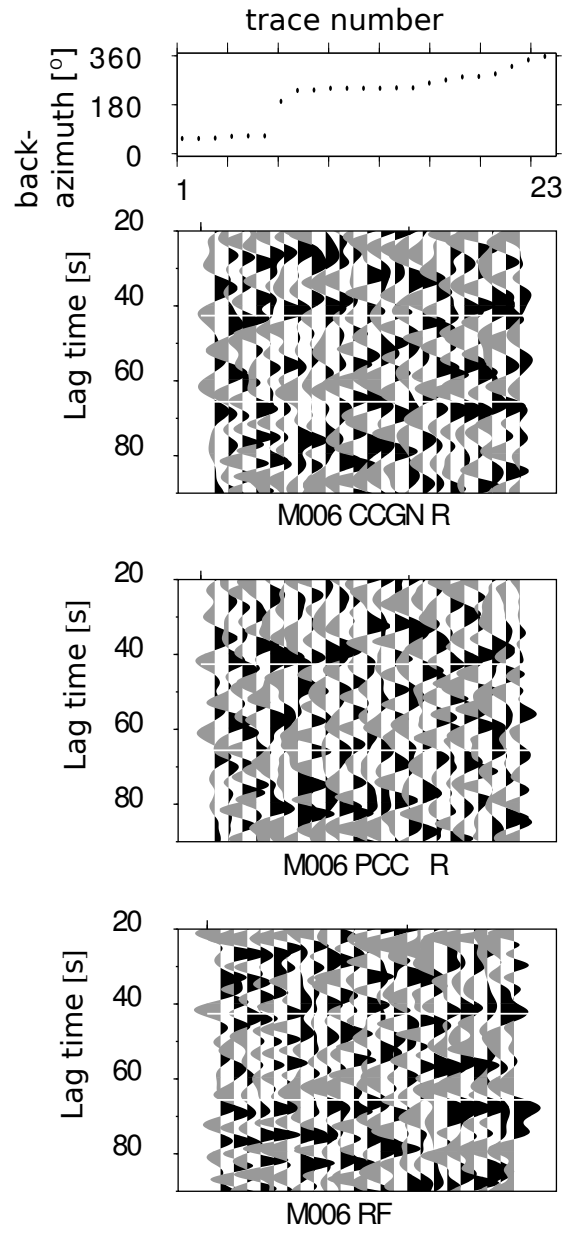 trace number
back-
azimuth [o]
360
180
0
1 23
Lag time [s]
20
40
60
80
M006 CCGN R
Lag time [s]
20
40
60
80
M006 PCC R
Lag time [s]
20
40
60
80
M006 RF